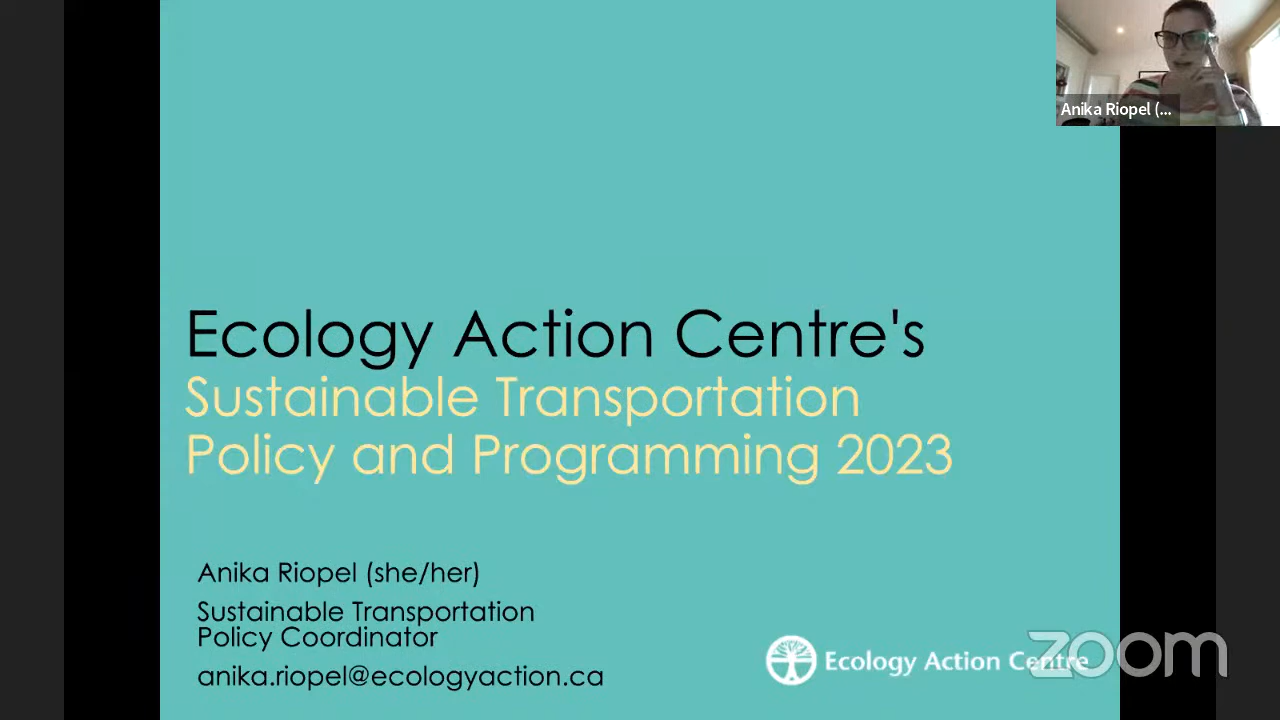 Anika Riopel (...
Ecology Action Centre's
Sustainable Transportation
Policy and Programming 2023
Anika Riopel (she/her)
Sustainable Transportation
Policy Coordinator
anika.riopel@ecologyaction.ca
Ecology Action Centre
zoom